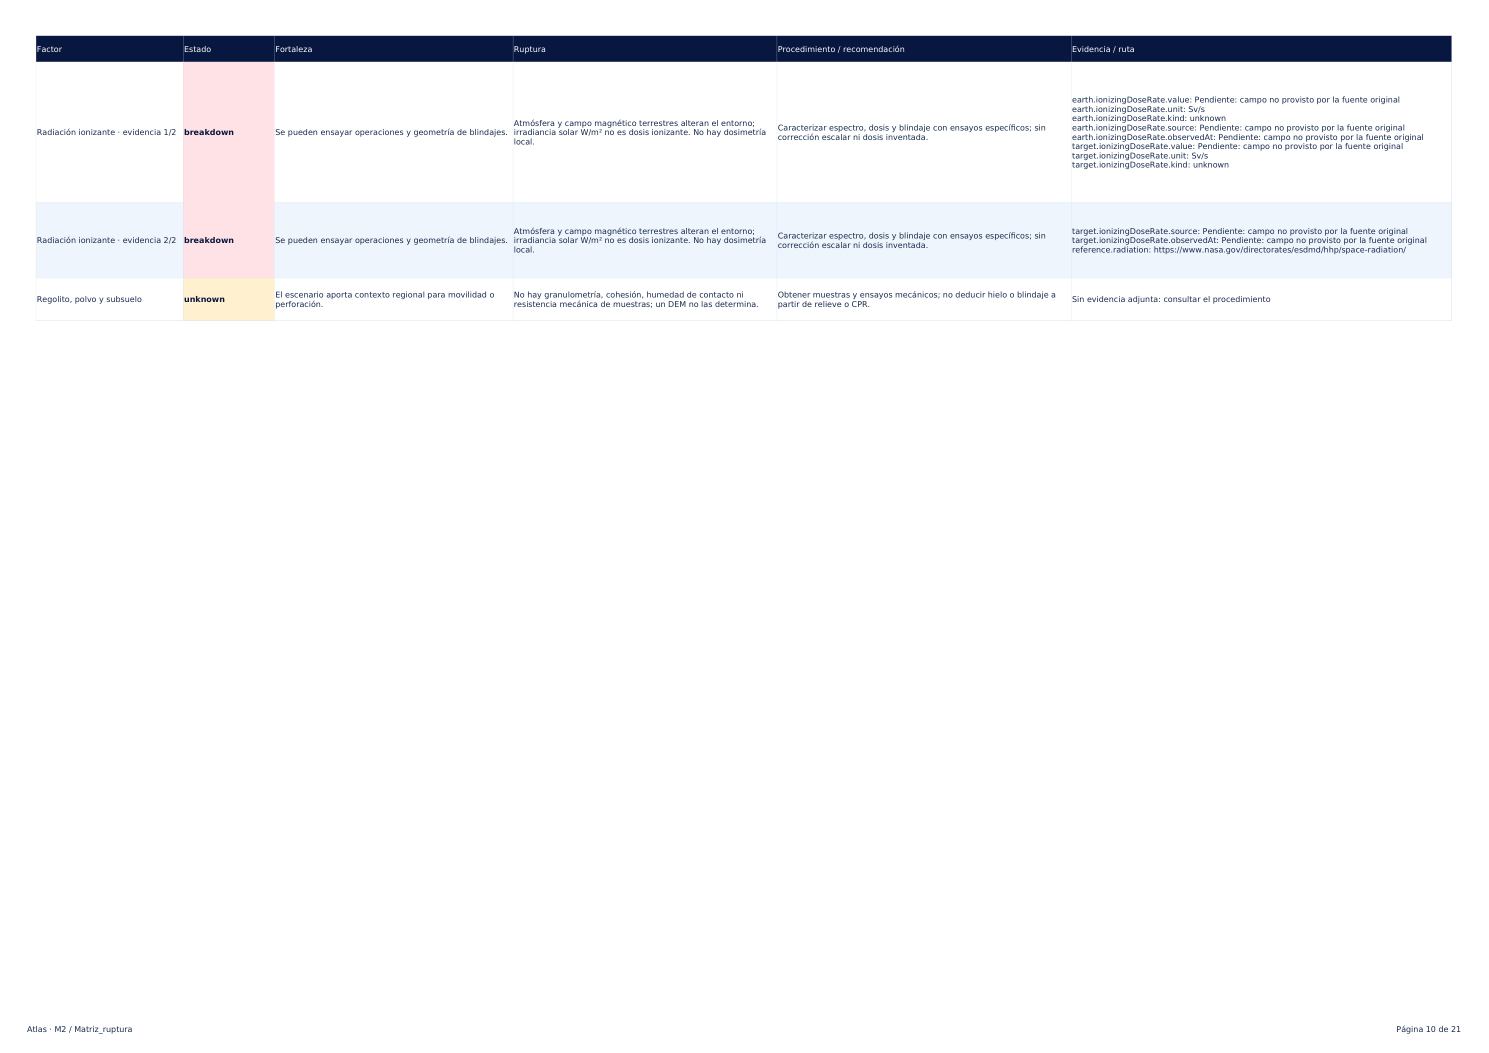 Factor
Estado
Fortaleza
Ruptura
Procedimiento / recomendación
Evidencia / ruta
Radiación ionizante · evidencia 1/2
breakdown
Se pueden ensayar operaciones y geometría de blindajes.
Atmósfera y campo magnético terrestres alteran el entorno;
irradiancia solar W/m² no es dosis ionizante. No hay dosimetría
local.
Caracterizar espectro, dosis y blindaje con ensayos específicos; sin
corrección escalar ni dosis inventada.
earth.ionizingDoseRate.value: Pendiente: campo no provisto por la fuente original
earth.ionizingDoseRate.unit: Sv/s
earth.ionizingDoseRate.kind: unknown
earth.ionizingDoseRate.source: Pendiente: campo no provisto por la fuente original
earth.ionizingDoseRate.observedAt: Pendiente: campo no provisto por la fuente original
target.ionizingDoseRate.value: Pendiente: campo no provisto por la fuente original
target.ionizingDoseRate.unit: Sv/s
target.ionizingDoseRate.kind: unknown
Radiación ionizante · evidencia 2/2
breakdown
Se pueden ensayar operaciones y geometría de blindajes.
Atmósfera y campo magnético terrestres alteran el entorno;
irradiancia solar W/m² no es dosis ionizante. No hay dosimetría
local.
Caracterizar espectro, dosis y blindaje con ensayos específicos; sin
corrección escalar ni dosis inventada.
target.ionizingDoseRate.source: Pendiente: campo no provisto por la fuente original
target.ionizingDoseRate.observedAt: Pendiente: campo no provisto por la fuente original
reference.radiation: https://www.nasa.gov/directorates/esdmd/hhp/space-radiation/
Regolito, polvo y subsuelo
unknown
El escenario aporta contexto regional para movilidad o
perforación.
No hay granulometría, cohesión, humedad de contacto ni
resistencia mecánica de muestras; un DEM no las determina.
Obtener muestras y ensayos mecánicos; no deducir hielo o blindaje a
partir de relieve o CPR.
Sin evidencia adjunta: consultar el procedimiento
Atlas · M2 / Matriz_ruptura
Página 10 de 21